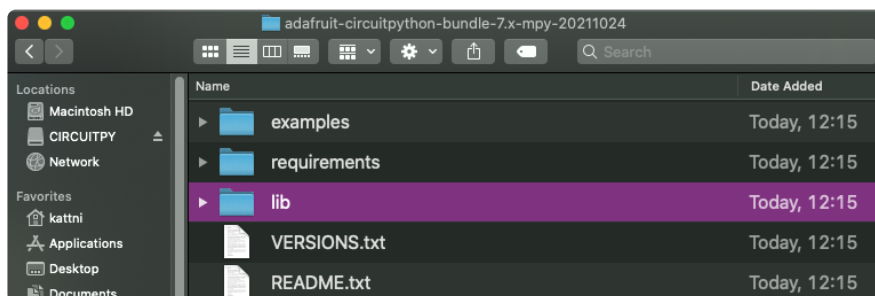 adafruit-circuitpython-bundle-7.x-mpy-20211024
Search
Locations
Macintosh HD
CIRCUITPY
Network
Favorites
kattni
Applications
Desktop
Documents
Name Date Added
examples Today, 12:15
requirements Today, 12:15
lib Today, 12:15
VERSIONS.txt Today, 12:15
README.txt Today, 12:15